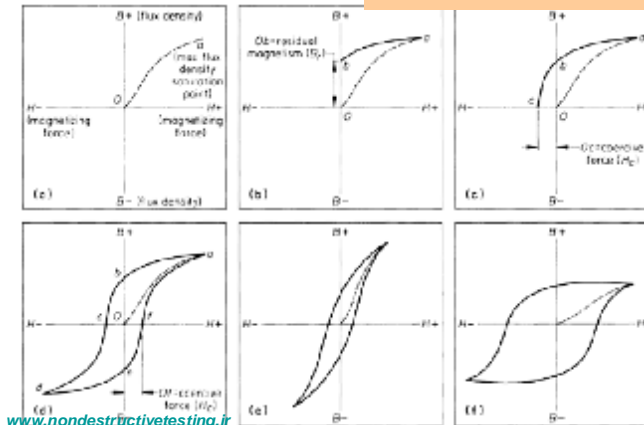 B+ (flux density)
a
(max flux
density
saturation
point)
O
H-
H+
(magnetizing
force)
(magnetizing
force)
(a)
B- (flux density)
B+
Ob-residual
magnetism (Br)
b
a
O
(b)
B-
B+
a
b
c
O
Oc-coercive
force (Hc)
(c)
B-
B+
a
b
H-
c
O
f
H+
e
d
Of-coercive
force (Hc)
(d)
B-
B+
H-
H+
(e)
B-
B+
H-
H+
(f)
B-
www.nondestructivetesting.ir